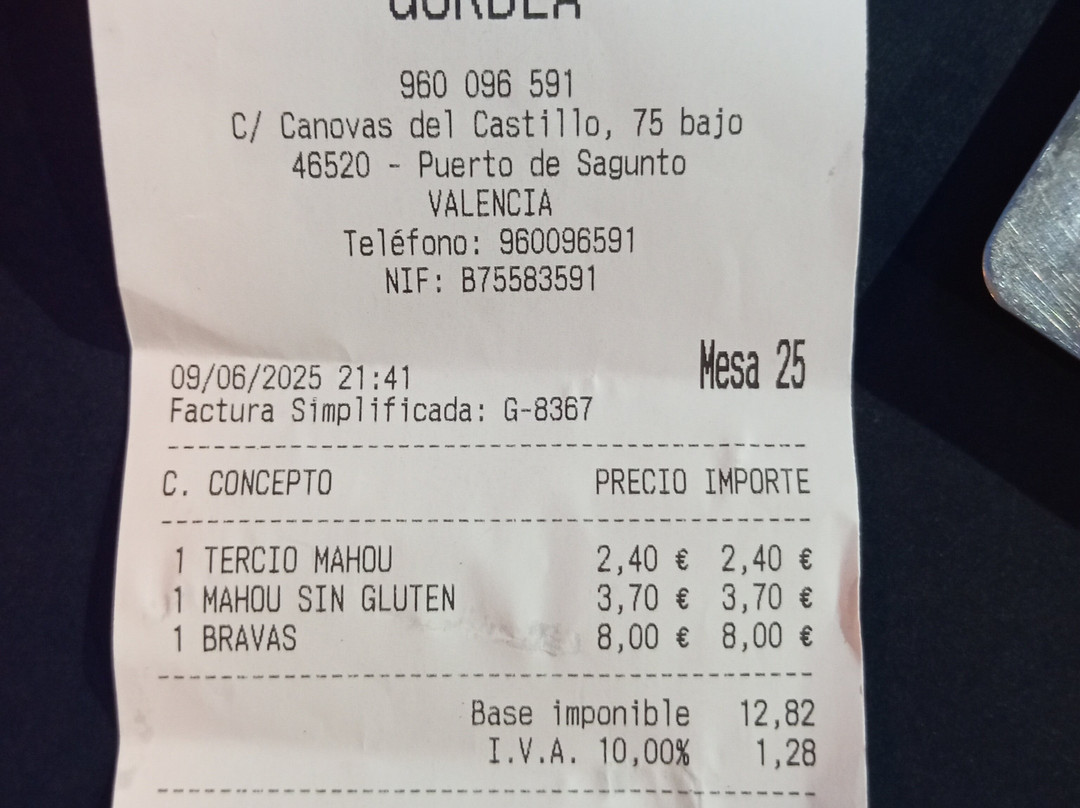 960 096 591
C/ Canovas del Castillo, 75 bajo
46520 - Puerto de Sagunto
VALENCIA
Teléfono: 960096591
NIF: B75583591
Mesa 25
09/06/2025 21:41
Factura Simplificada: G-8367
C. CONCEPTO PRECIO IMPORTE
1 TERCIO MAHOU 2,40 € 2,40 €
1 MAHOU SIN GLUTEN 3,70 € 3,70 €
1 BRAVAS 8,00 € 8,00 €
Base imponible 12,82
I.V.A. 10,00% 1,28